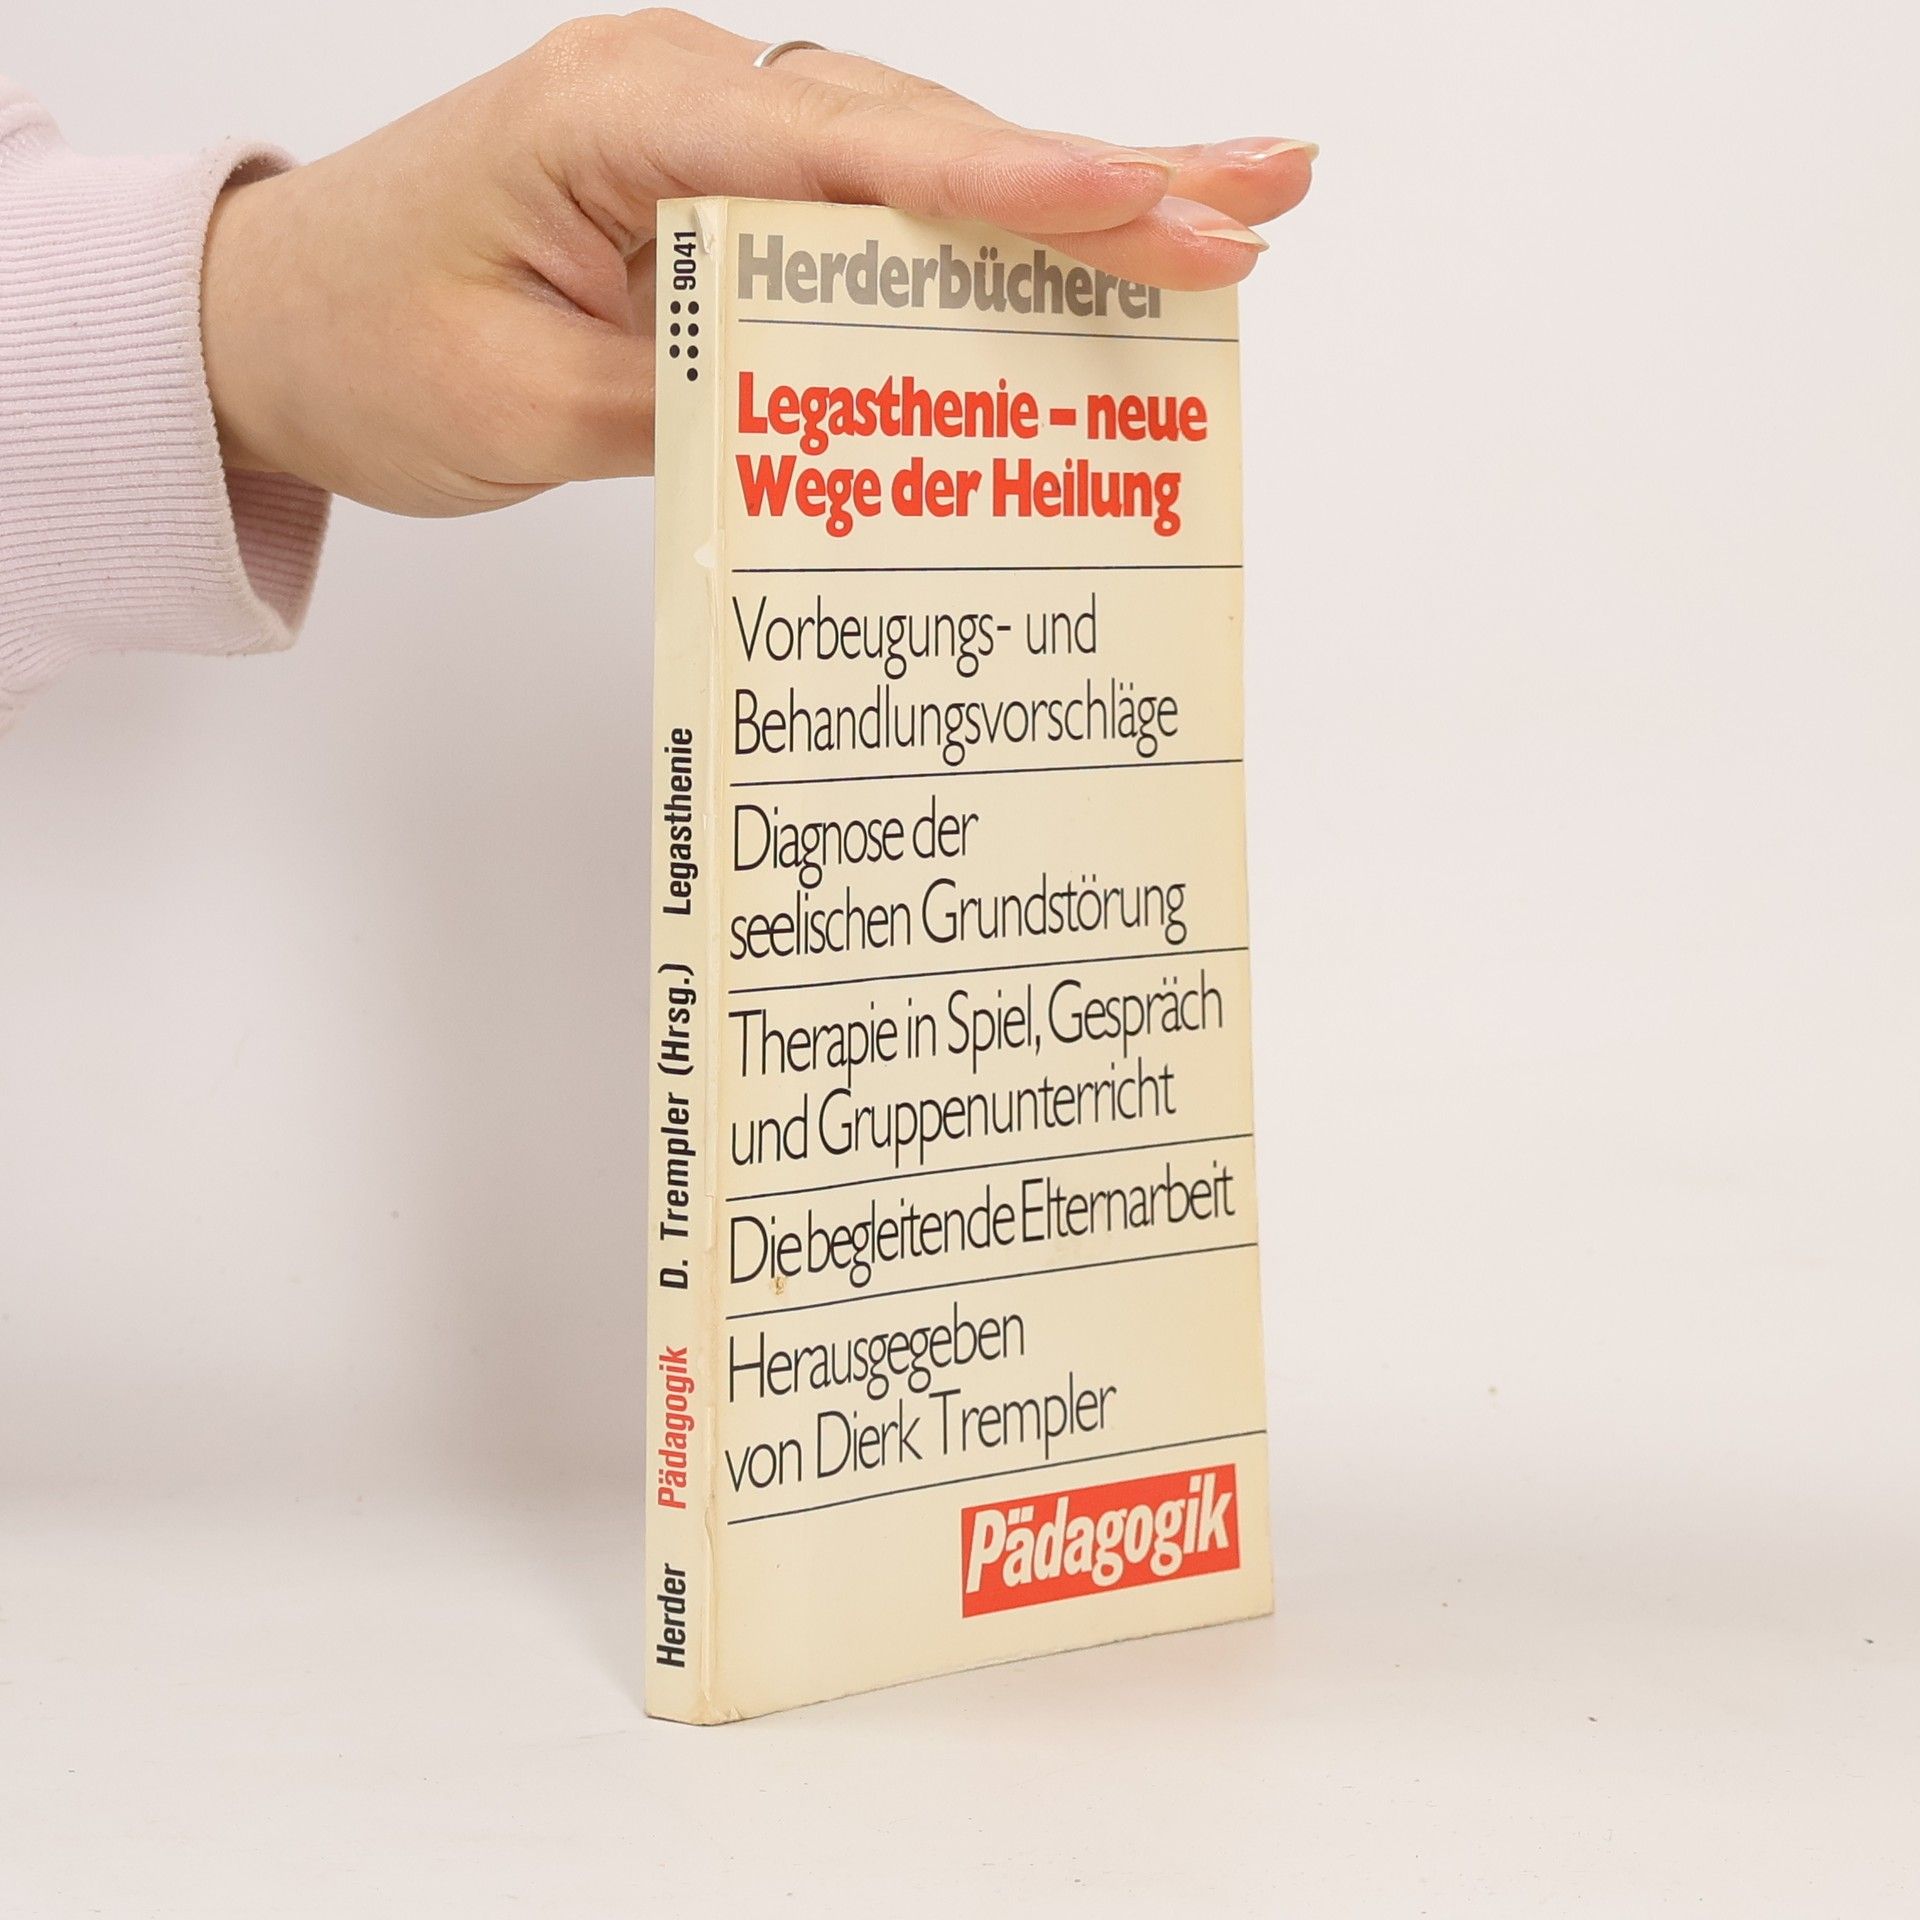 Herderbücherei
Legasthenie – neue
Wege der Heilung
Vorbeugungs- und
Behandlungsvorschläge
Diagnose der
seelischen Grundstörung
Therapie in Spiel, Gespräch
und Gruppenunterricht
Die begleitende Elternarbeit
Herausgegeben
von Dierk Trempler
Pädagogik
Herder Pädagogik D. Trempler (Hrsg.) Legasthenie 9041